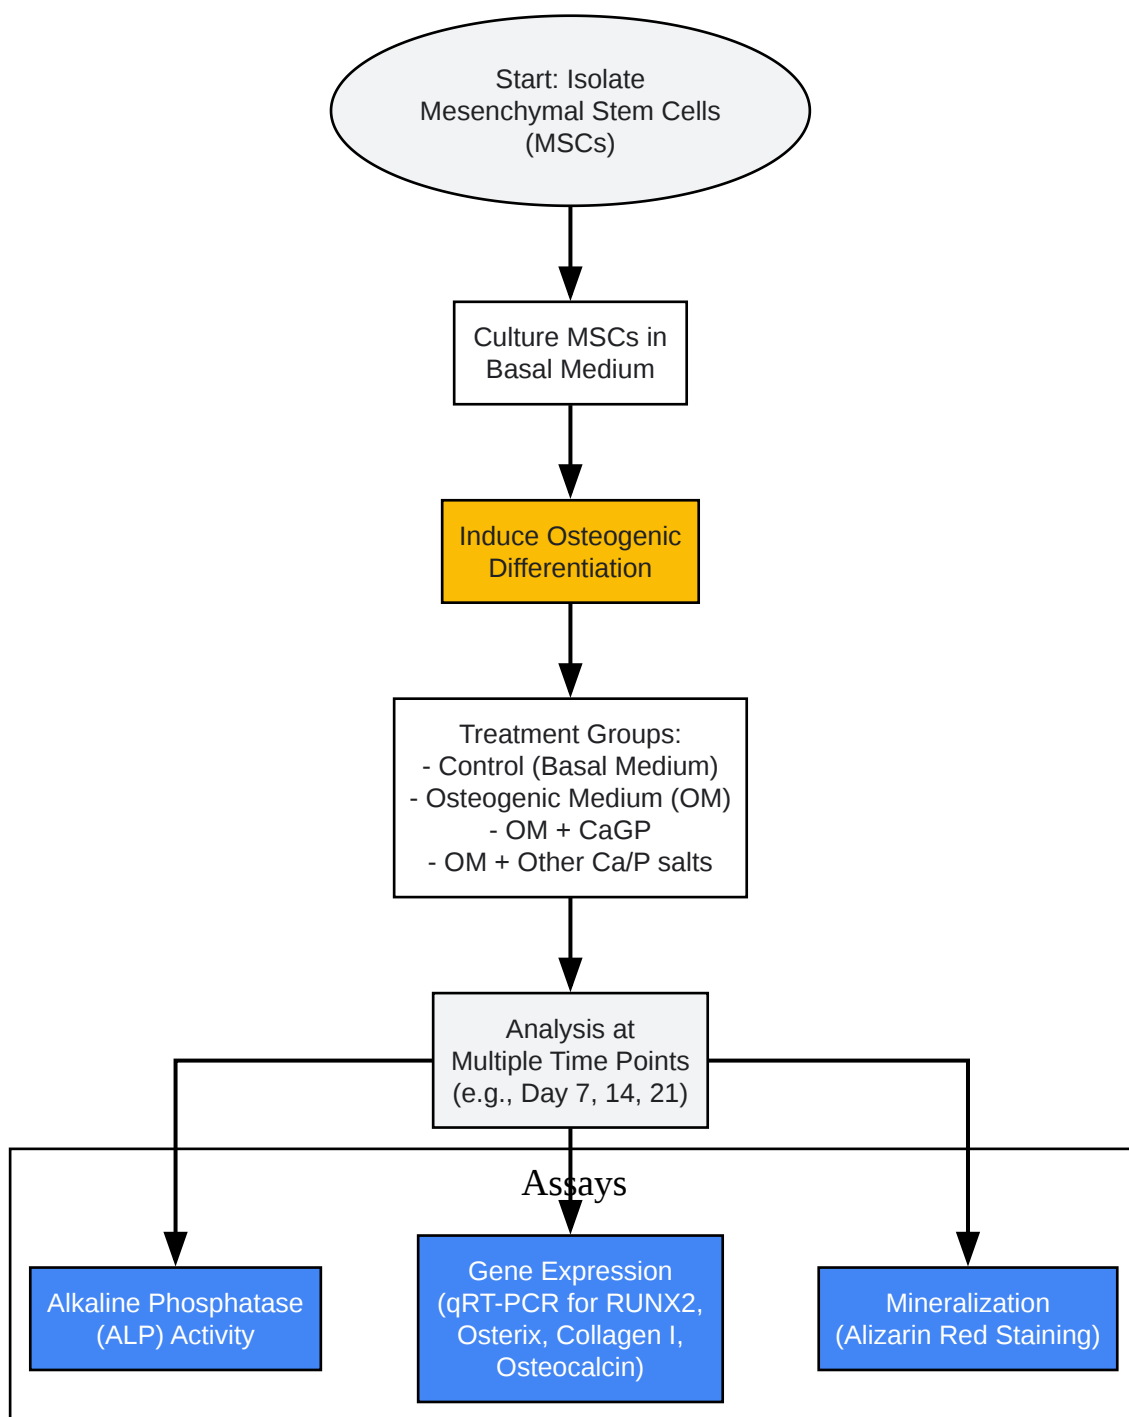 Start: Isolate
Mesenchymal Stem Cells
(MSCs)
Culture MSCs in
Basal Medium
Induce Osteogenic
Differentiation
Treatment Groups:
- Control (Basal Medium)
- Osteogenic Medium (OM)
- OM + CaGP
- OM + Other Ca/P salts
Analysis at
Multiple Time Points
(e.g., Day 7, 14, 21)
Assays
Alkaline Phosphatase
(ALP) Activity
Gene Expression
(qRT-PCR for RUNX2,
Osterix, Collagen I,
Osteocalcin)
Mineralization
(Alizarin Red Staining)